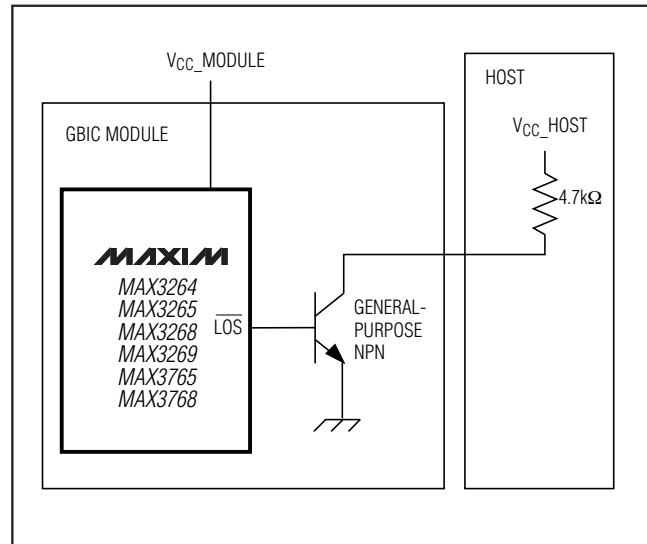 V<sub>CC</sub>_MODULE
HOST
GBIC MODULE
V<sub>CC</sub>_HOST
4.7kΩ
MAXIM
MAX3264
MAX3265
MAX3268
MAX3269
MAX3765
MAX3768
L̅O̅S̅
GENERAL-
PURPOSE
NPN